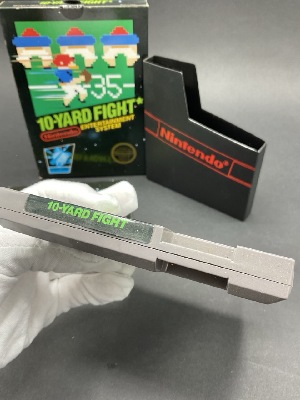 35
10-YARD FIGHT*
Nintendo
ENTERTAINMENT
SYSTEM
Nintendo®
10-YARD FIGHT